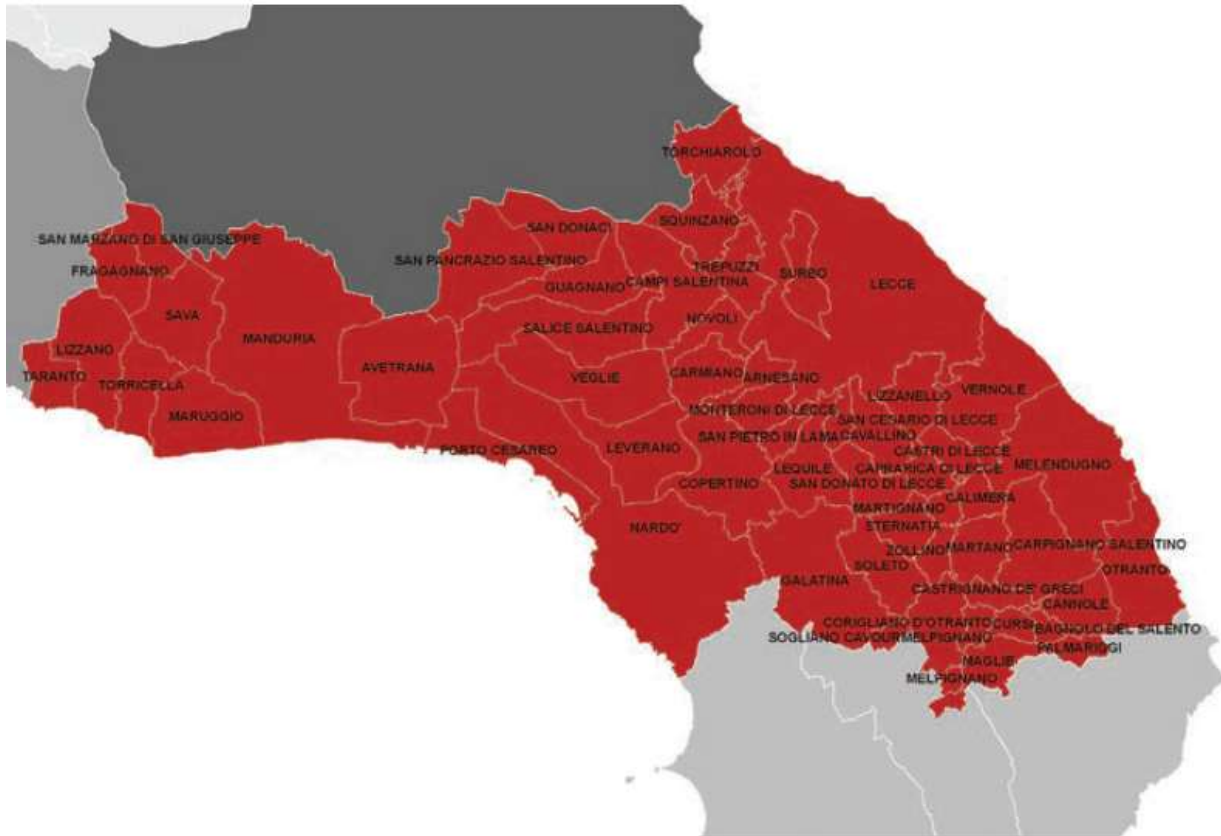 TORCHIAROLO
SAN DONACI
SQUINZANO
SAN MARZANO DI SAN GIUSEPPE
SAN PANCRAZIO SALENTINO
FRAGAGNANO
TREPUZZI
SURBO
CAMPI SALENTINA
LECCE
GUAGNANO
SAVA
NOVOLI
SALICE SALENTINO
MANDURIA
LIZZANO
AVETRANA
TARANTO
CARMIANO
ARNESANO
VEGLIE
TORRICELLA
LIZZANELLO
VERNOLE
MARUGGIO
MONTERONI DI LECCE
SAN CESARIO DI LECCE
SAN PIETRO IN LAMA
CAVALLINO
PORTO CESAREO
LEVERANO
CASTRI DI LECCE
LEQUILE
CAPRARICA DI LECCE
MELENDUGNO
COPERTINO
SAN DONATO DI LECCE
CALIMERA
MARTIGNANO
NARDO'
STERNATIA
ZOLLINO
MARTANO
CARPIGNANO SALENTINO
SOLETO
OTRANTO
GALATINA
CASTRIGNANO DE' GRECI
CANNOLE
CORIGLIANO D'OTRANTO
CURSI
BAGNOLO DEL SALENTO
SOGLIANO CAVOUR
MELPIGNANO
PALMARIGGI
MAGLIE
MELPIGNANO